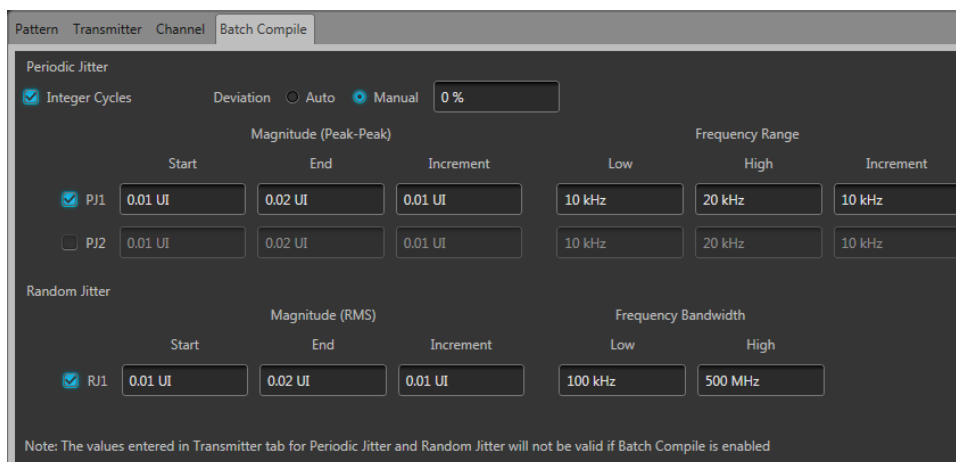 Pattern Transmitter Channel Batch Compile
Periodic Jitter
Integer Cycles Deviation Auto Manual 0 %
Magnitude (Peak-Peak) Frequency Range
Start End Increment Low High Increment
PJ1 0.01 UI 0.02 UI 0.01 UI 10 kHz 20 kHz 10 kHz
PJ2 0.01 UI 0.02 UI 0.01 UI 10 kHz 20 kHz 10 kHz
Random Jitter
Magnitude (RMS) Frequency Bandwidth
Start End Increment Low High
RJ1 0.01 UI 0.02 UI 0.01 UI 100 kHz 500 MHz
Note: The values entered in Transmitter tab for Periodic Jitter and Random Jitter will not be valid if Batch Compile is enabled